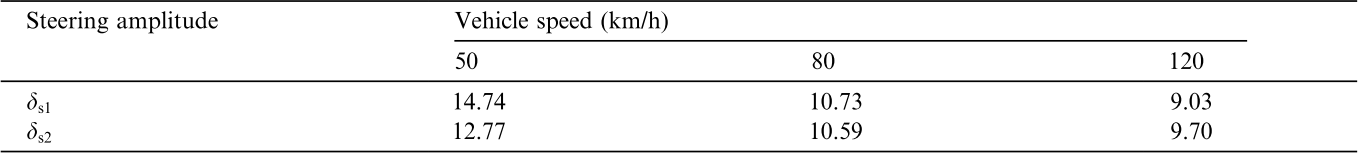 Steering amplitude Vehicle speed (km/h)
50 80 120
δs1 14.74 10.73 9.03
δs2 12.77 10.59 9.70